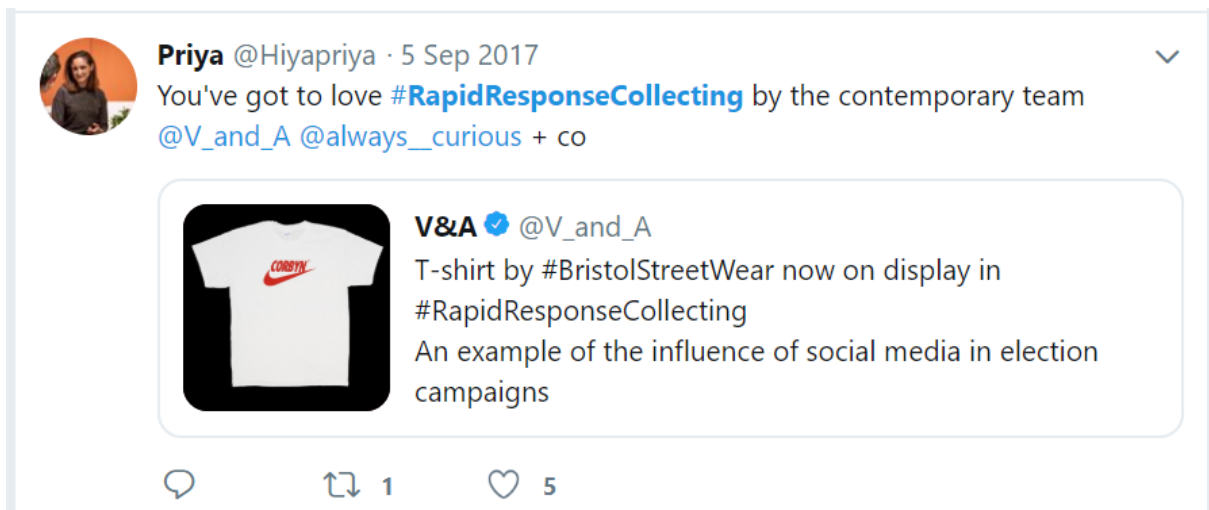 Priya @Hiyapriya · 5 Sep 2017
You've got to love #RapidResponseCollecting by the contemporary team
@V_and_A @always__curious + co
CORBYN
V&A @V_and_A
T-shirt by #BristolStreetWear now on display in
#RapidResponseCollecting
An example of the influence of social media in election
campaigns
1 5